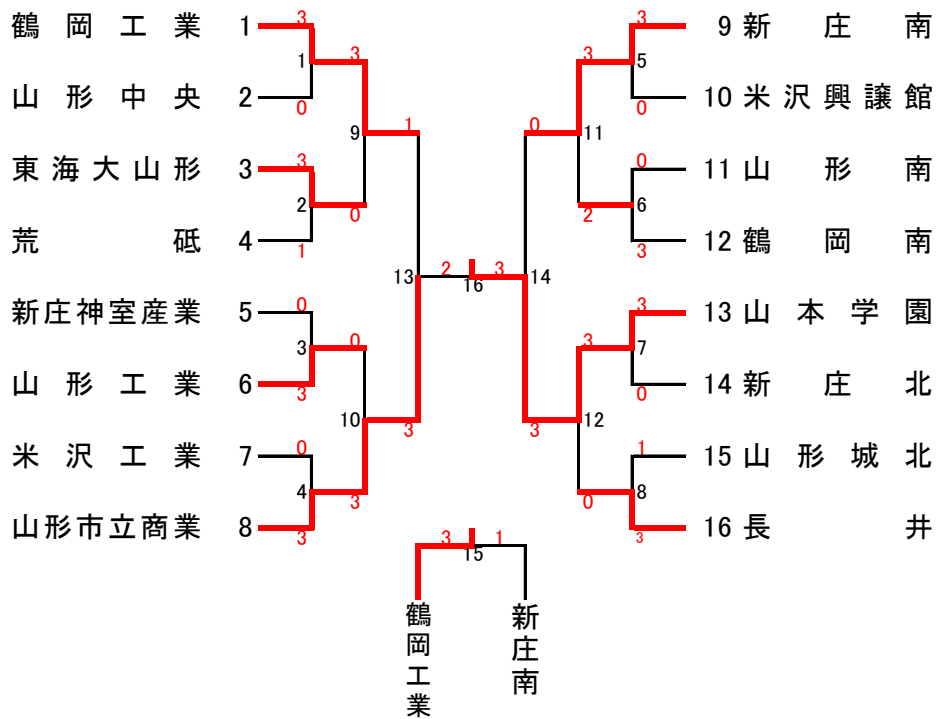 鶴岡工業 1 3
1 3
山形中央 2 0
9 1
東海大山形 3 3
2 0
荒砥 4 1
13 2
新庄神室産業 5 0
3 0
山形工業 6 3
10 3
米沢工業 7 0
4 3
山形市立商業 8 3
16
3 9 新庄南
3 5
0 10 米沢興譲館
0 11
0 11 山形南
2 6
3 12 鶴岡南
3 14
3 13 山本学園
3 7
0 14 新庄北
3 12
1 15 山形城北
0 8
3 16 長井
3 15 1
鶴岡工業
新庄南